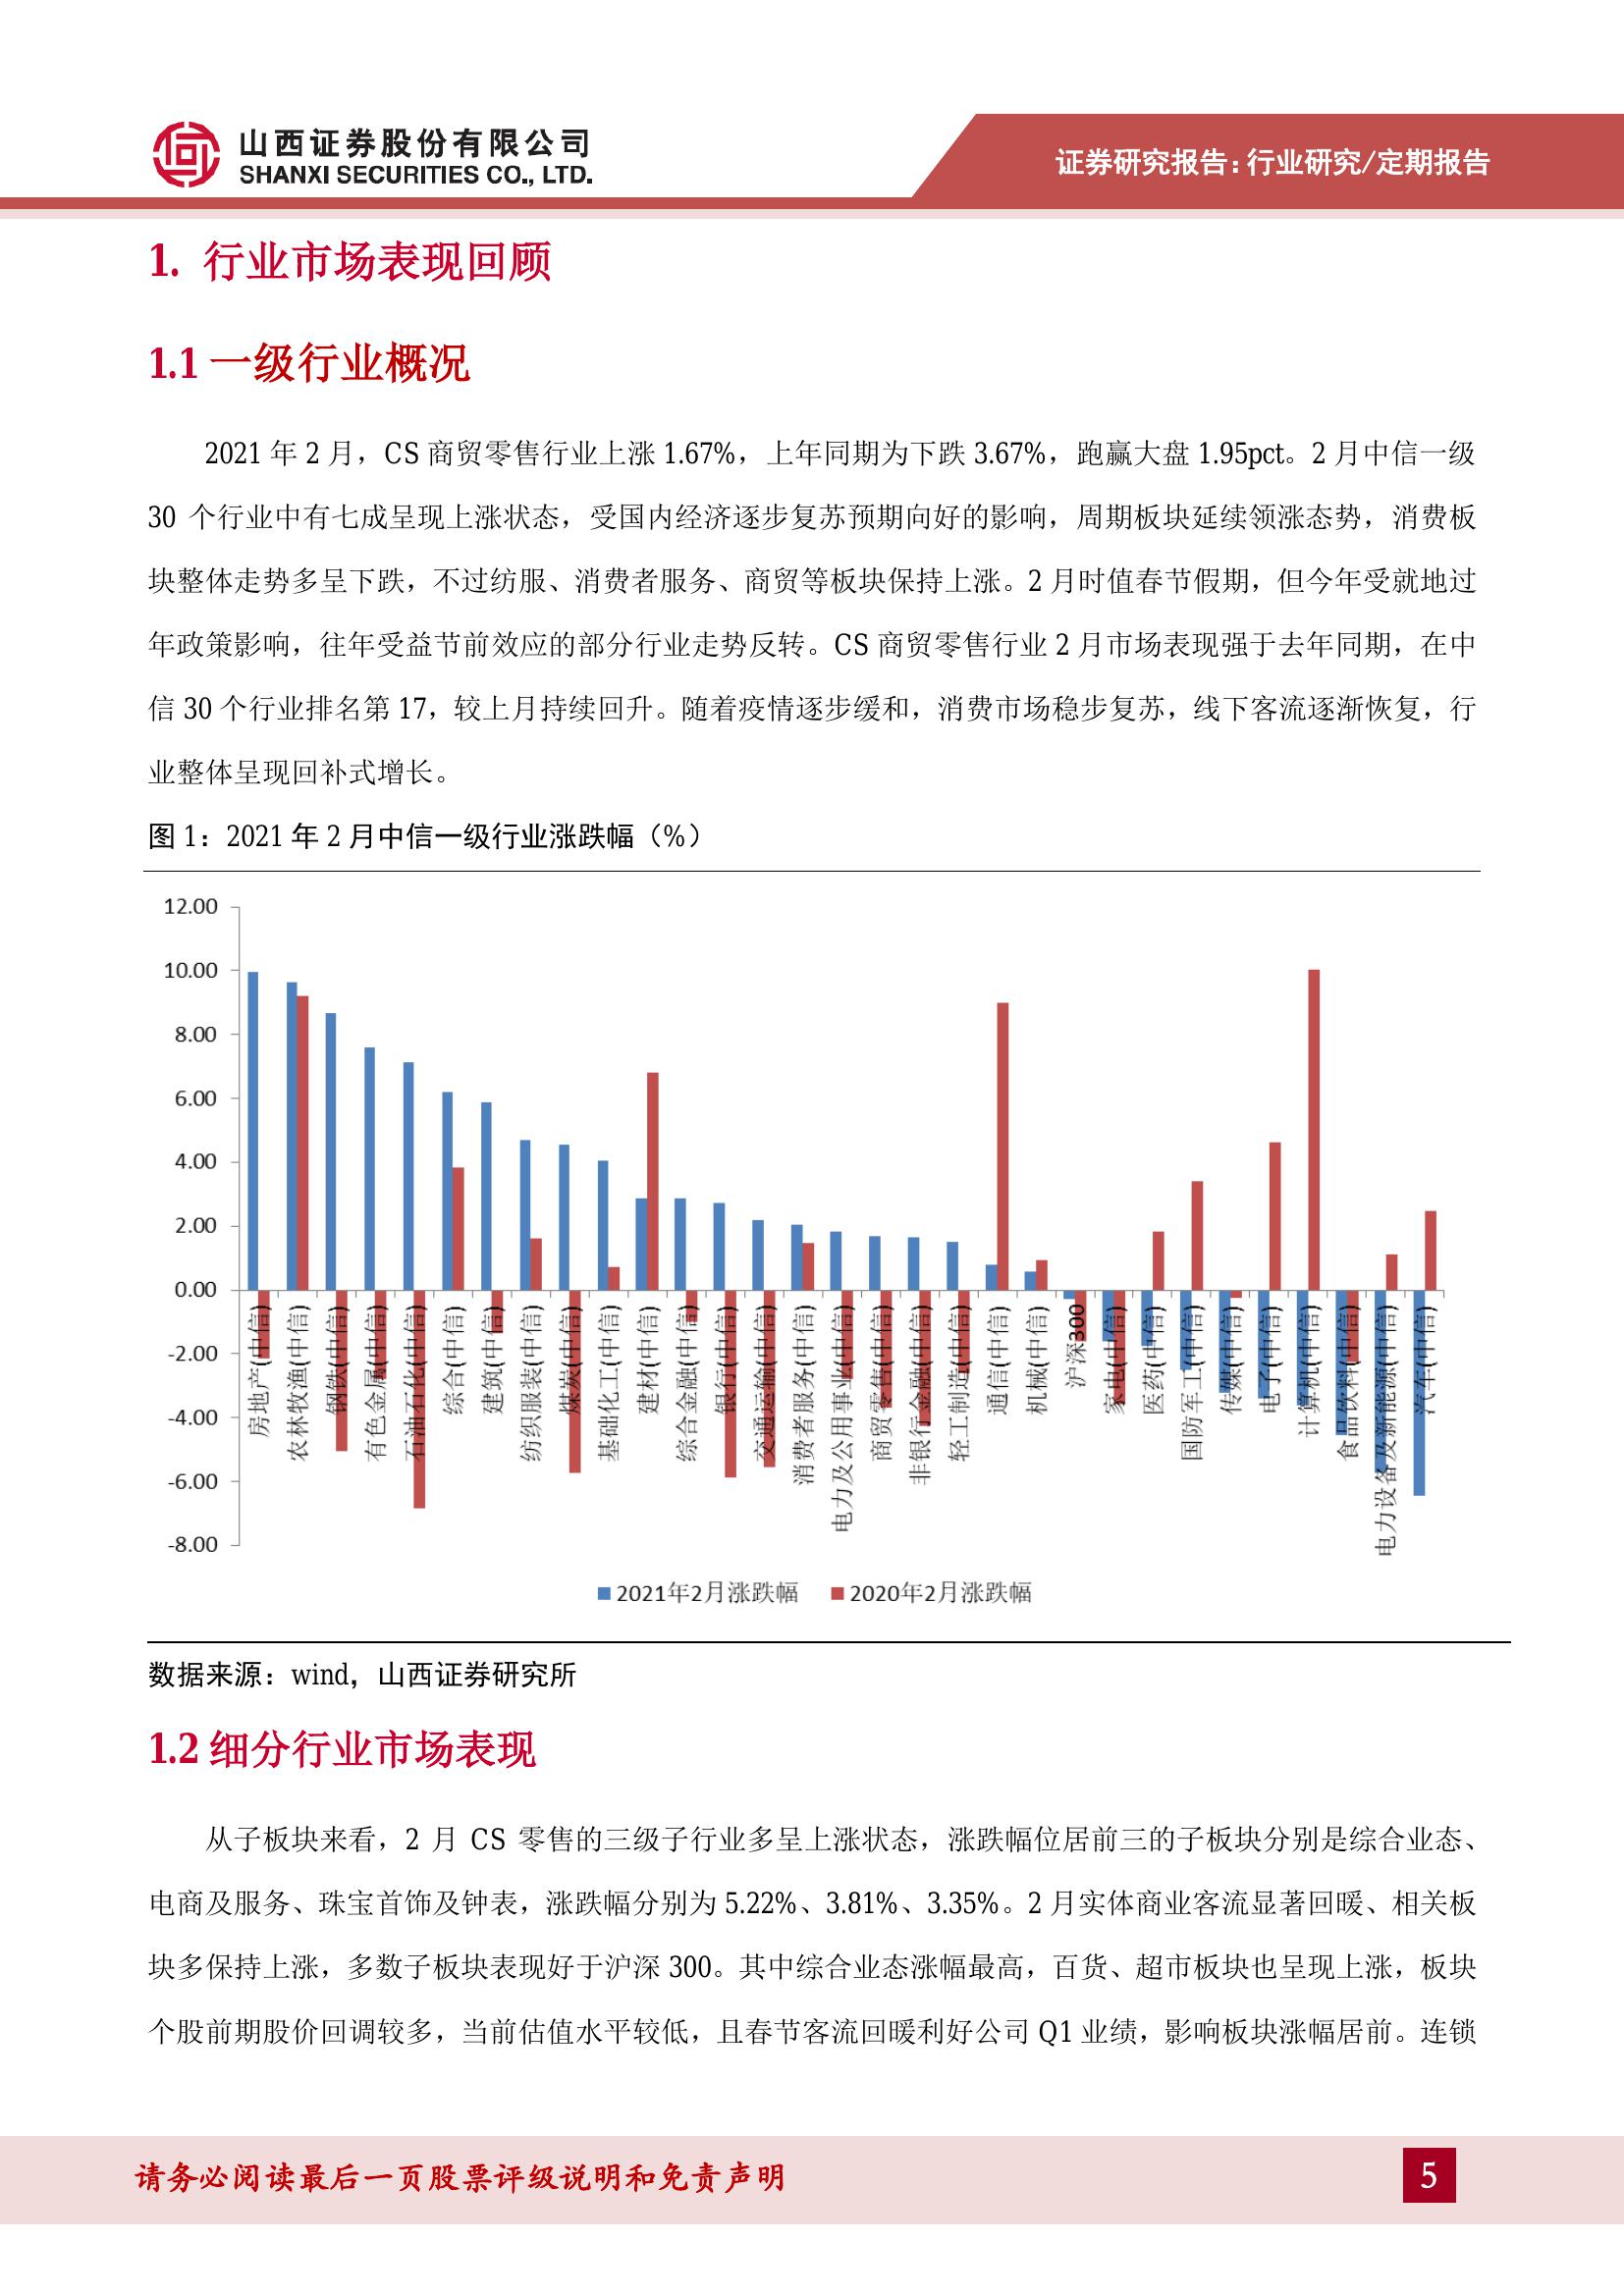 山西证券股份有限公司
SHANXI SECURITIES CO., LTD.
证券研究报告：行业研究/定期报告
1. 行业市场表现回顾
1.1 一级行业概况
2021 年 2 月，CS 商贸零售行业上涨 1.67%，上年同期为下跌 3.67%，跑赢大盘 1.95pct。2 月中信一级
30 个行业中有七成呈现上涨状态，受国内经济逐步复苏预期向好的影响，周期板块延续领涨态势，消费板
块整体走势多呈下跌，不过纺服、消费者服务、商贸等板块保持上涨。2 月时值春节假期，但今年受就地过
年政策影响，往年受益节前效应的部分行业走势反转。CS 商贸零售行业 2 月市场表现强于去年同期，在中
信 30 个行业排名第 17，较上月持续回升。随着疫情逐步缓和，消费市场稳步复苏，线下客流逐渐恢复，行
业整体呈现回补式增长。
图 1：2021 年 2 月中信一级行业涨跌幅（%）
12.00
10.00
8.00
6.00
4.00
2.00
0.00
-2.00
-4.00
-6.00
-8.00
房地产(中信)
农林牧渔(中信)
钢铁(中信)
有色金属(中信)
石油石化(中信)
综合(中信)
建筑(中信)
纺织服装(中信)
煤炭(中信)
基础化工(中信)
建材(中信)
综合金融(中信)
银行(中信)
交通运输(中信)
消费者服务(中信)
电力及公用事业(中信)
商贸零售(中信)
非银行金融(中信)
轻工制造(中信)
通信(中信)
机械(中信)
沪深300
家电(中信)
医药(中信)
国防军工(中信)
传媒(中信)
电子(中信)
计算机(中信)
食品饮料(中信)
电力设备及新能源(中信)
汽车(中信)
2021年2月涨跌幅
2020年2月涨跌幅
数据来源：wind，山西证券研究所
1.2 细分行业市场表现
从子板块来看，2 月 CS 零售的三级子行业多呈上涨状态，涨跌幅位居前三的子板块分别是综合业态、
电商及服务、珠宝首饰及钟表，涨跌幅分别为 5.22%、3.81%、3.35%。2 月实体商业客流显著回暖、相关板
块多保持上涨，多数子板块表现好于沪深 300。其中综合业态涨幅最高，百货、超市板块也呈现上涨，板块
个股前期股价回调较多，当前估值水平较低，且春节客流回暖利好公司 Q1 业绩，影响板块涨幅居前。连锁
请务必阅读最后一页股票评级说明和免责声明
5